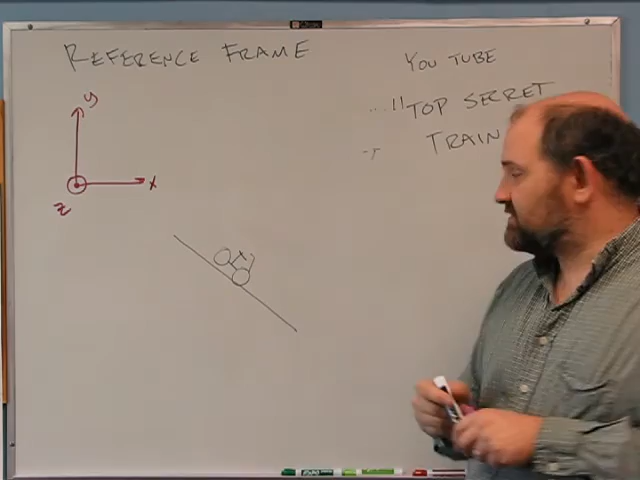 REFERENCE FRAME
YOU TUBE
... "TOP SECRET
TRAIN
y
x
z